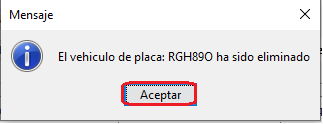 Mensaje
El vehiculo de placa: RGH89O ha sido eliminado
Aceptar